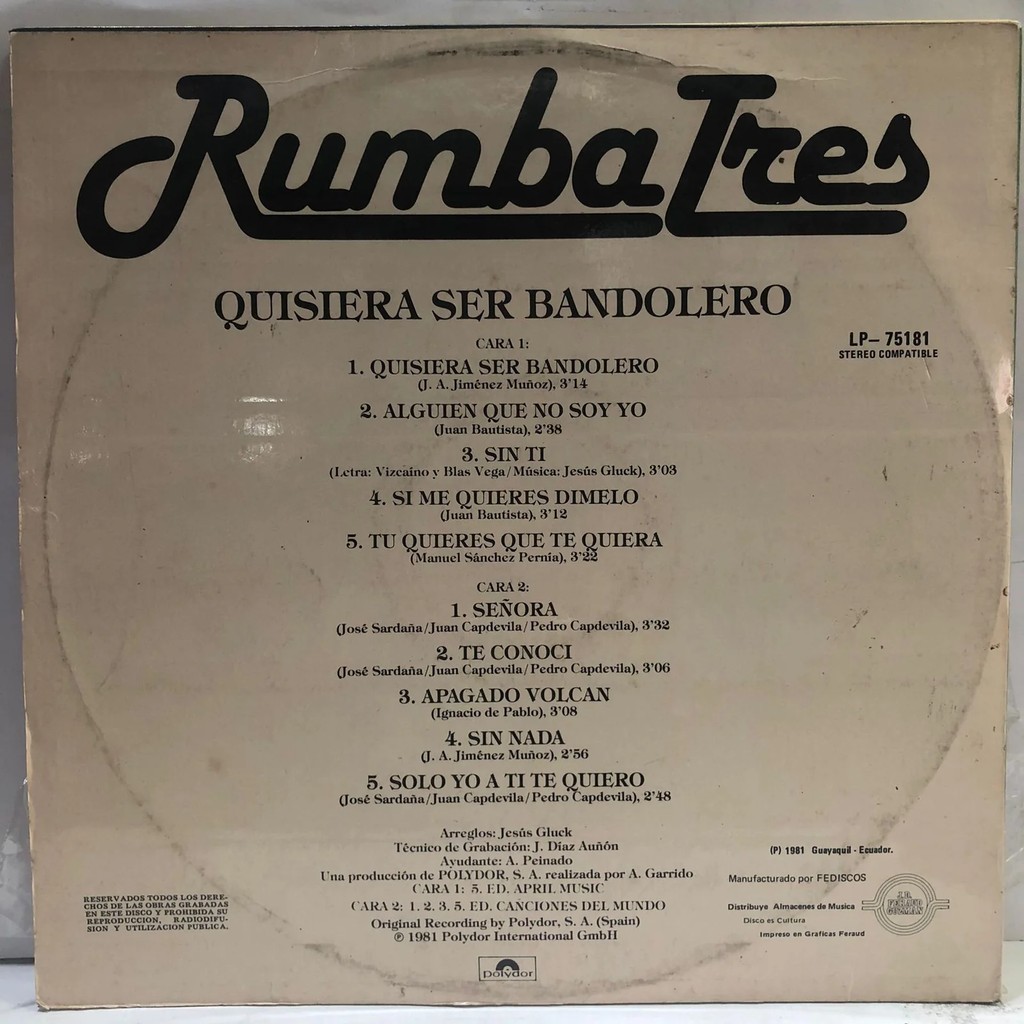 Rumba Tres
QUISIERA SER BANDOLERO
LP-75181
STEREO COMPATIBLE
CARA 1:
1. QUISIERA SER BANDOLERO
(J. A. Jiménez Muñoz), 3'14
2. ALGUIEN QUE NO SOY YO
(Juan Bautista), 2'38
3. SIN TI
(Letra: Vizcaino y Blas Vega/Música: Jesús Gluck), 3'03
4. SI ME QUIERES DIMELO
(Juan Bautista), 3'12
5. TU QUIERES QUE TE QUIERA
(Manuel Sánchez Pernía), 3'22
CARA 2:
1. SEÑORA
(José Sardaña/Juan Capdevila/Pedro Capdevila), 3'32
2. TE CONOCI
(José Sardaña/Juan Capdevila/Pedro Capdevila), 3'06
3. APAGADO VOLCAN
(Ignacio de Pablo), 3'08
4. SIN NADA
(J. A. Jiménez Muñoz), 2'56
5. SOLO YO A TI TE QUIERO
(José Sardaña/Juan Capdevila/Pedro Capdevila), 2'48
Arreglos: Jesús Gluck
Técnico de Grabación: J. Díaz Auñón
Ayudante: A. Peinado
Una producción de POLYDOR, S. A. realizada por A. Garrido
CARA 1: 5. ED. APRIL MUSIC
CARA 2: 1. 2. 3. 5. ED. CANCIONES DEL MUNDO
Original Recording by Polydor, S. A. (Spain)
℗ 1981 Polydor International GmbH
polydor
RESERVADOS TODOS LOS DERE-
CHOS DE LAS OBRAS GRABADAS
EN ESTE DISCO Y PROHIBIDA SU
REPRODUCCION, RADIODIFU-
SION Y UTILIZACION PUBLICA.
(P) 1981 Guayaquil - Ecuador.
Manufacturado por FEDISCOS
Distribuye Almacenes de Musica
Disco es Cultura
Impreso en Graficas Feraud
J.D.
FERAUD
GUZMAN